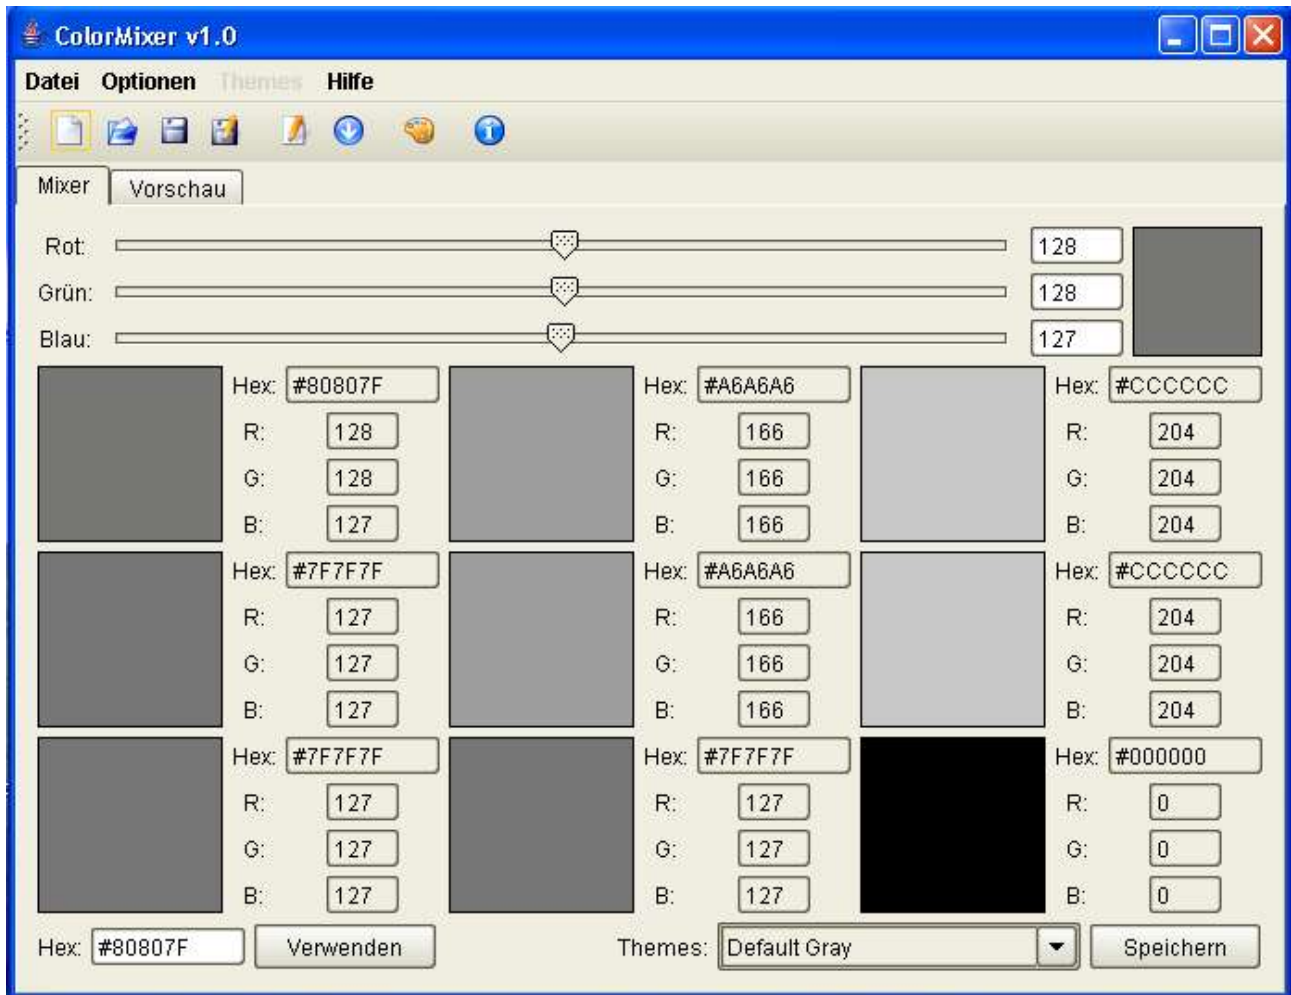 ColorMixer v1.0
Datei Optionen Themes Hilfe
Mixer Vorschau
Rot: 128
Grün: 128
Blau: 127
Hex: #80807F Hex: #A6A6A6 Hex: #CCCCCC
R: 128 R: 166 R: 204
G: 128 G: 166 G: 204
B: 127 B: 166 B: 204
Hex: #7F7F7F Hex: #A6A6A6 Hex: #CCCCCC
R: 127 R: 166 R: 204
G: 127 G: 166 G: 204
B: 127 B: 166 B: 204
Hex: #7F7F7F Hex: #7F7F7F Hex: #000000
R: 127 R: 127 R: 0
G: 127 G: 127 G: 0
B: 127 B: 127 B: 0
Hex: #80807F Verwenden Themes: Default Gray Speichern